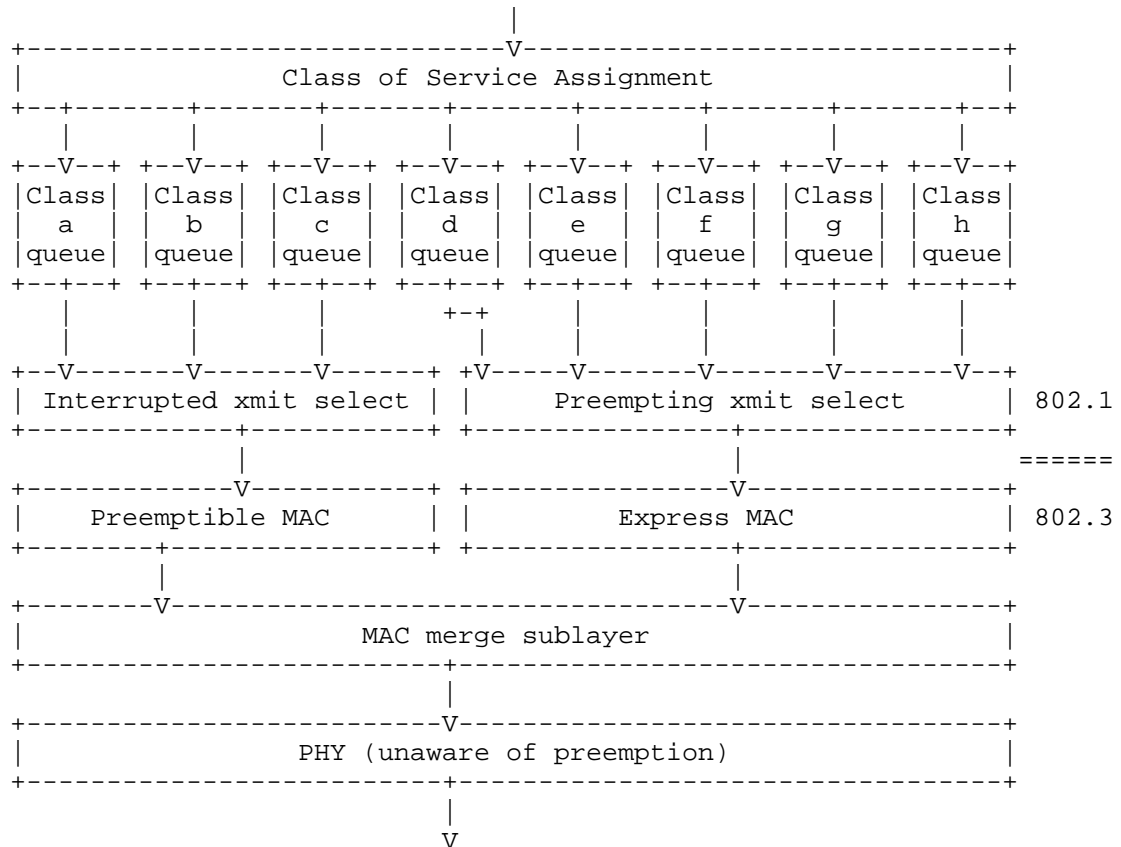 Class of Service Assignment
Class Class Class Class Class Class Class Class
a b c d e f g h
queue queue queue queue queue queue queue queue
Interrupted xmit select Preempting xmit select 802.1
======
Preemptible MAC Express MAC 802.3
MAC merge sublayer
PHY (unaware of preemption)